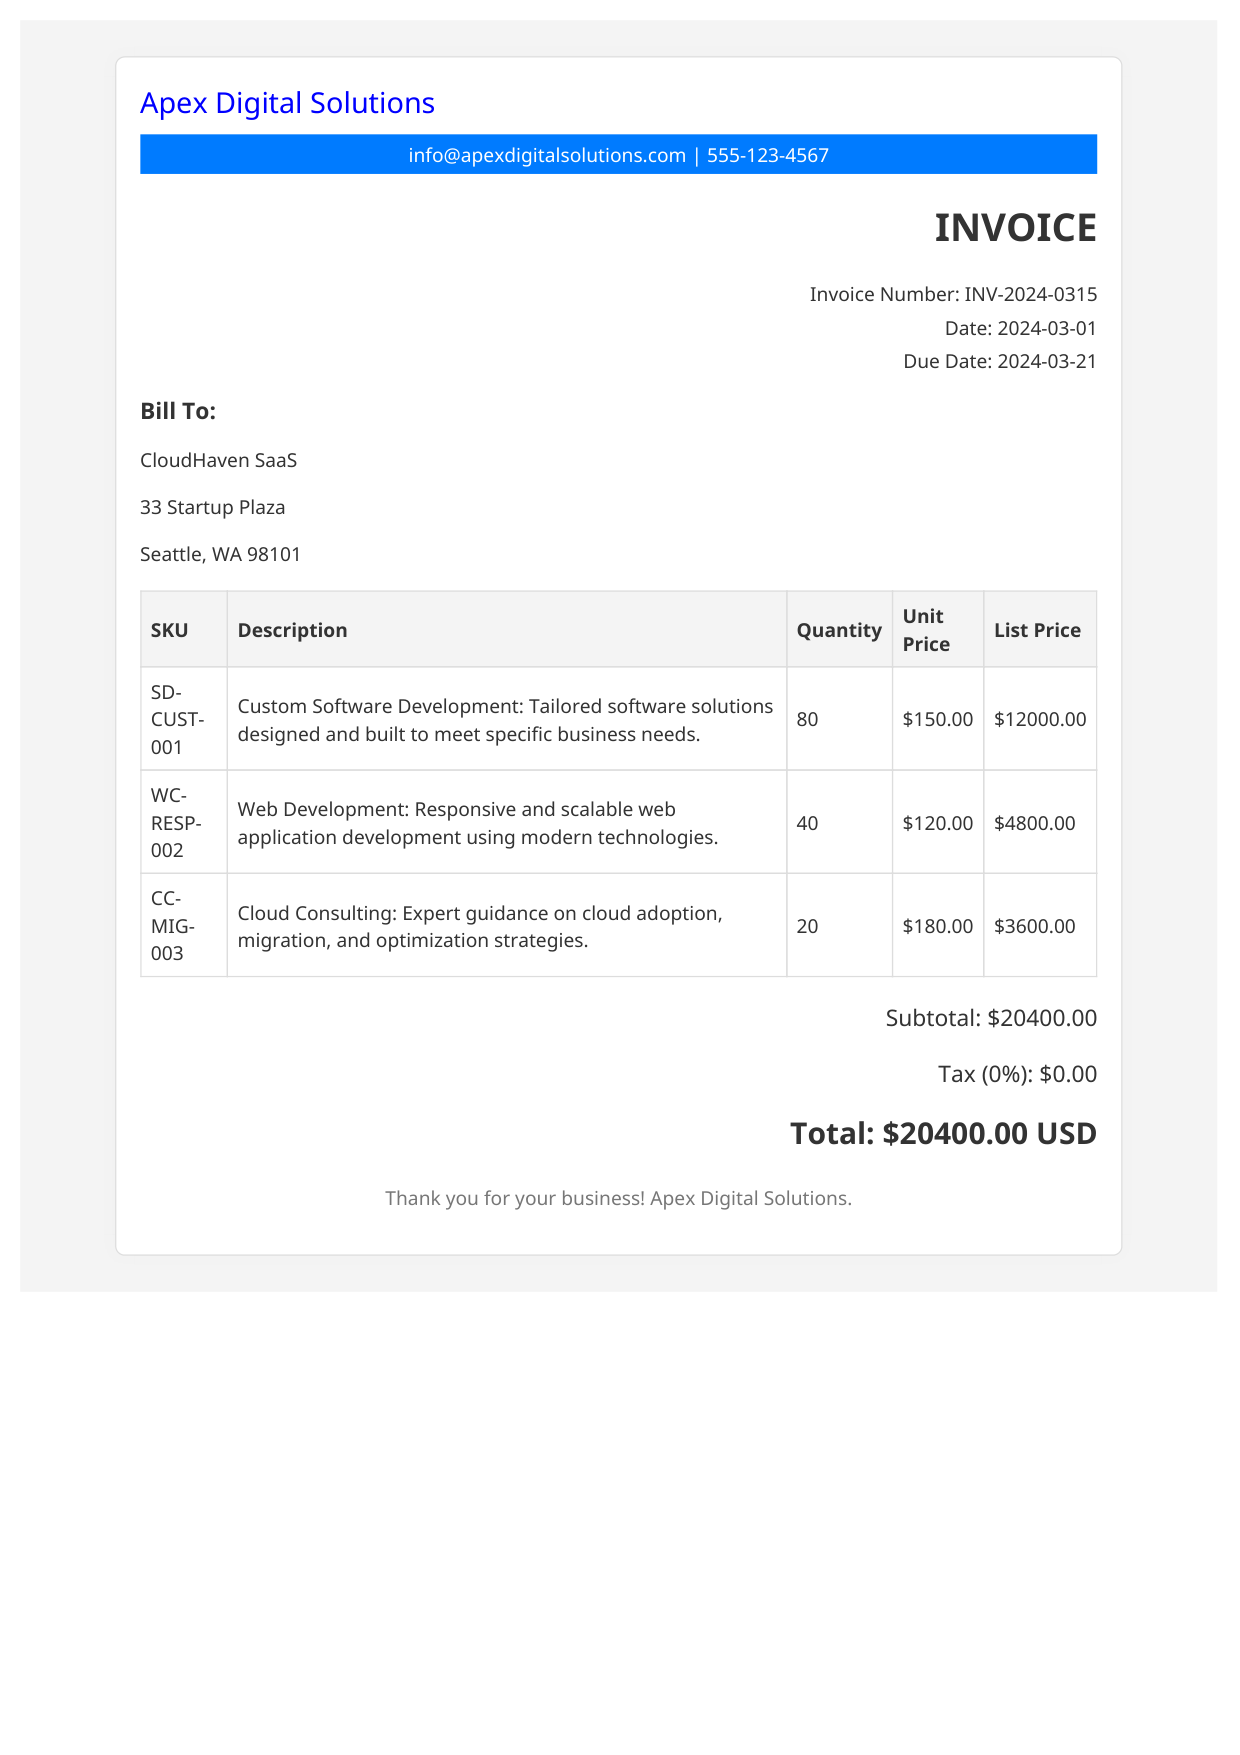 Apex Digital Solutions
info@apexdigitalsolutions.com | 555-123-4567
INVOICE
Invoice Number: INV-2024-0315
Date: 2024-03-01
Due Date: 2024-03-21
Bill To:
CloudHaven SaaS
33 Startup Plaza
Seattle, WA 98101
SKU
Description
Quantity
Unit
Price
List Price
SD-
CUST-
001
Custom Software Development: Tailored software solutions
designed and built to meet specific business needs.
80
$150.00
$12000.00
WC-
RESP-
002
Web Development: Responsive and scalable web
application development using modern technologies.
40
$120.00
$4800.00
CC-
MIG-
003
Cloud Consulting: Expert guidance on cloud adoption,
migration, and optimization strategies.
20
$180.00
$3600.00
Subtotal: $20400.00
Tax (0%): $0.00
Total: $20400.00 USD
Thank you for your business! Apex Digital Solutions.